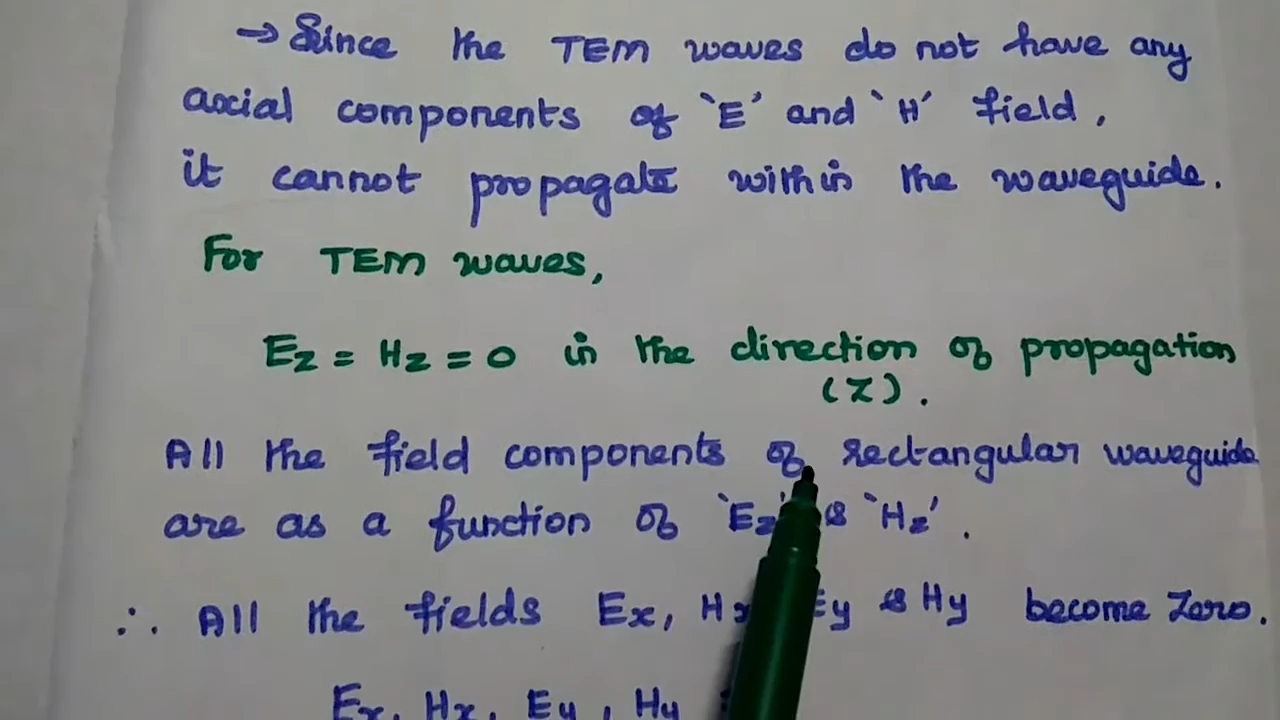 → Since the TEM waves do not have any
axial components of 'E' and 'H' field,
it cannot propagate within the waveguide.
For TEM waves,
Ez = Hz = 0 in the direction of propagation
(z).
All the field components of rectangular waveguide
are as a function of 'Ez' & 'Hz'.
∴ All the fields Ex, Hx Ey & Hy become zero.
Ex, Hx, Ey, Hy